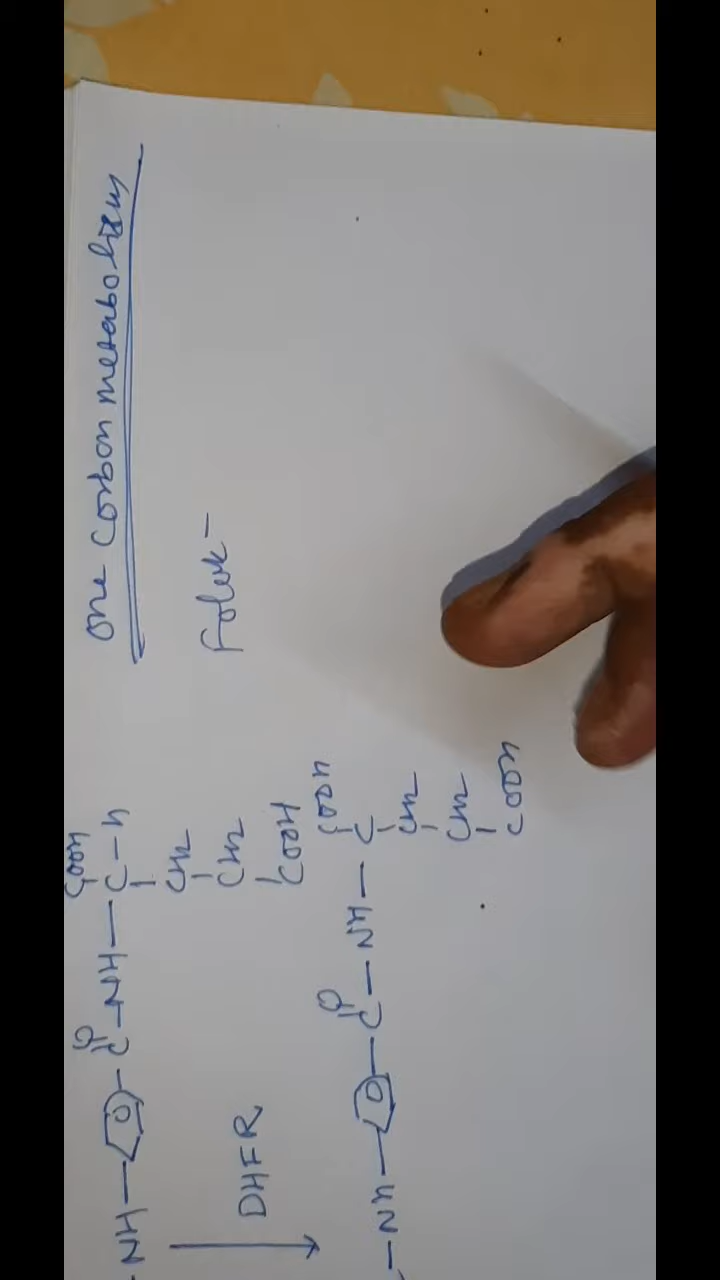 One Carbon metabolism
Folate -
O COOH
-NH- O -C-NH-C-H
CH2
CH2
COOH
DHFR
O COOH
-NH- O -C-NH-C
CH2
CH2
COOH